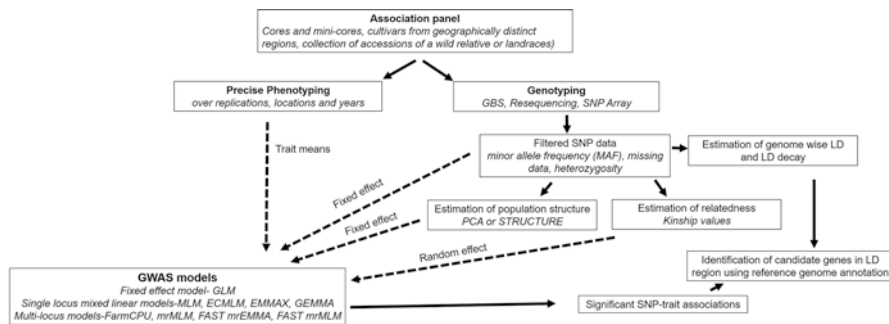 Association panel
Cores and mini-cores, cultivars from geographically distinct
regions, collection of accessions of a wild relative or landraces)
Precise Phenotyping
over replications, locations and years
Genotyping
GBS, Resequencing, SNP Array
Trait means
Filtered SNP data
minor allele frequency (MAF), missing
data, heterozygosity
Estimation of genome wise LD
and LD decay
Fixed effect
Fixed effect
Estimation of population structure
PCA or STRUCTURE
Estimation of relatedness
Kinship values
Random effect
GWAS models
Fixed effect model- GLM
Single locus mixed linear models-MLM, ECMLM, EMMAX, GEMMA
Multi-locus models-FarmCPU, mrMLM, FAST mrEMMA, FAST mrMLM
Identification of candidate genes in LD
region using reference genome annotation
Significant SNP-trait associations